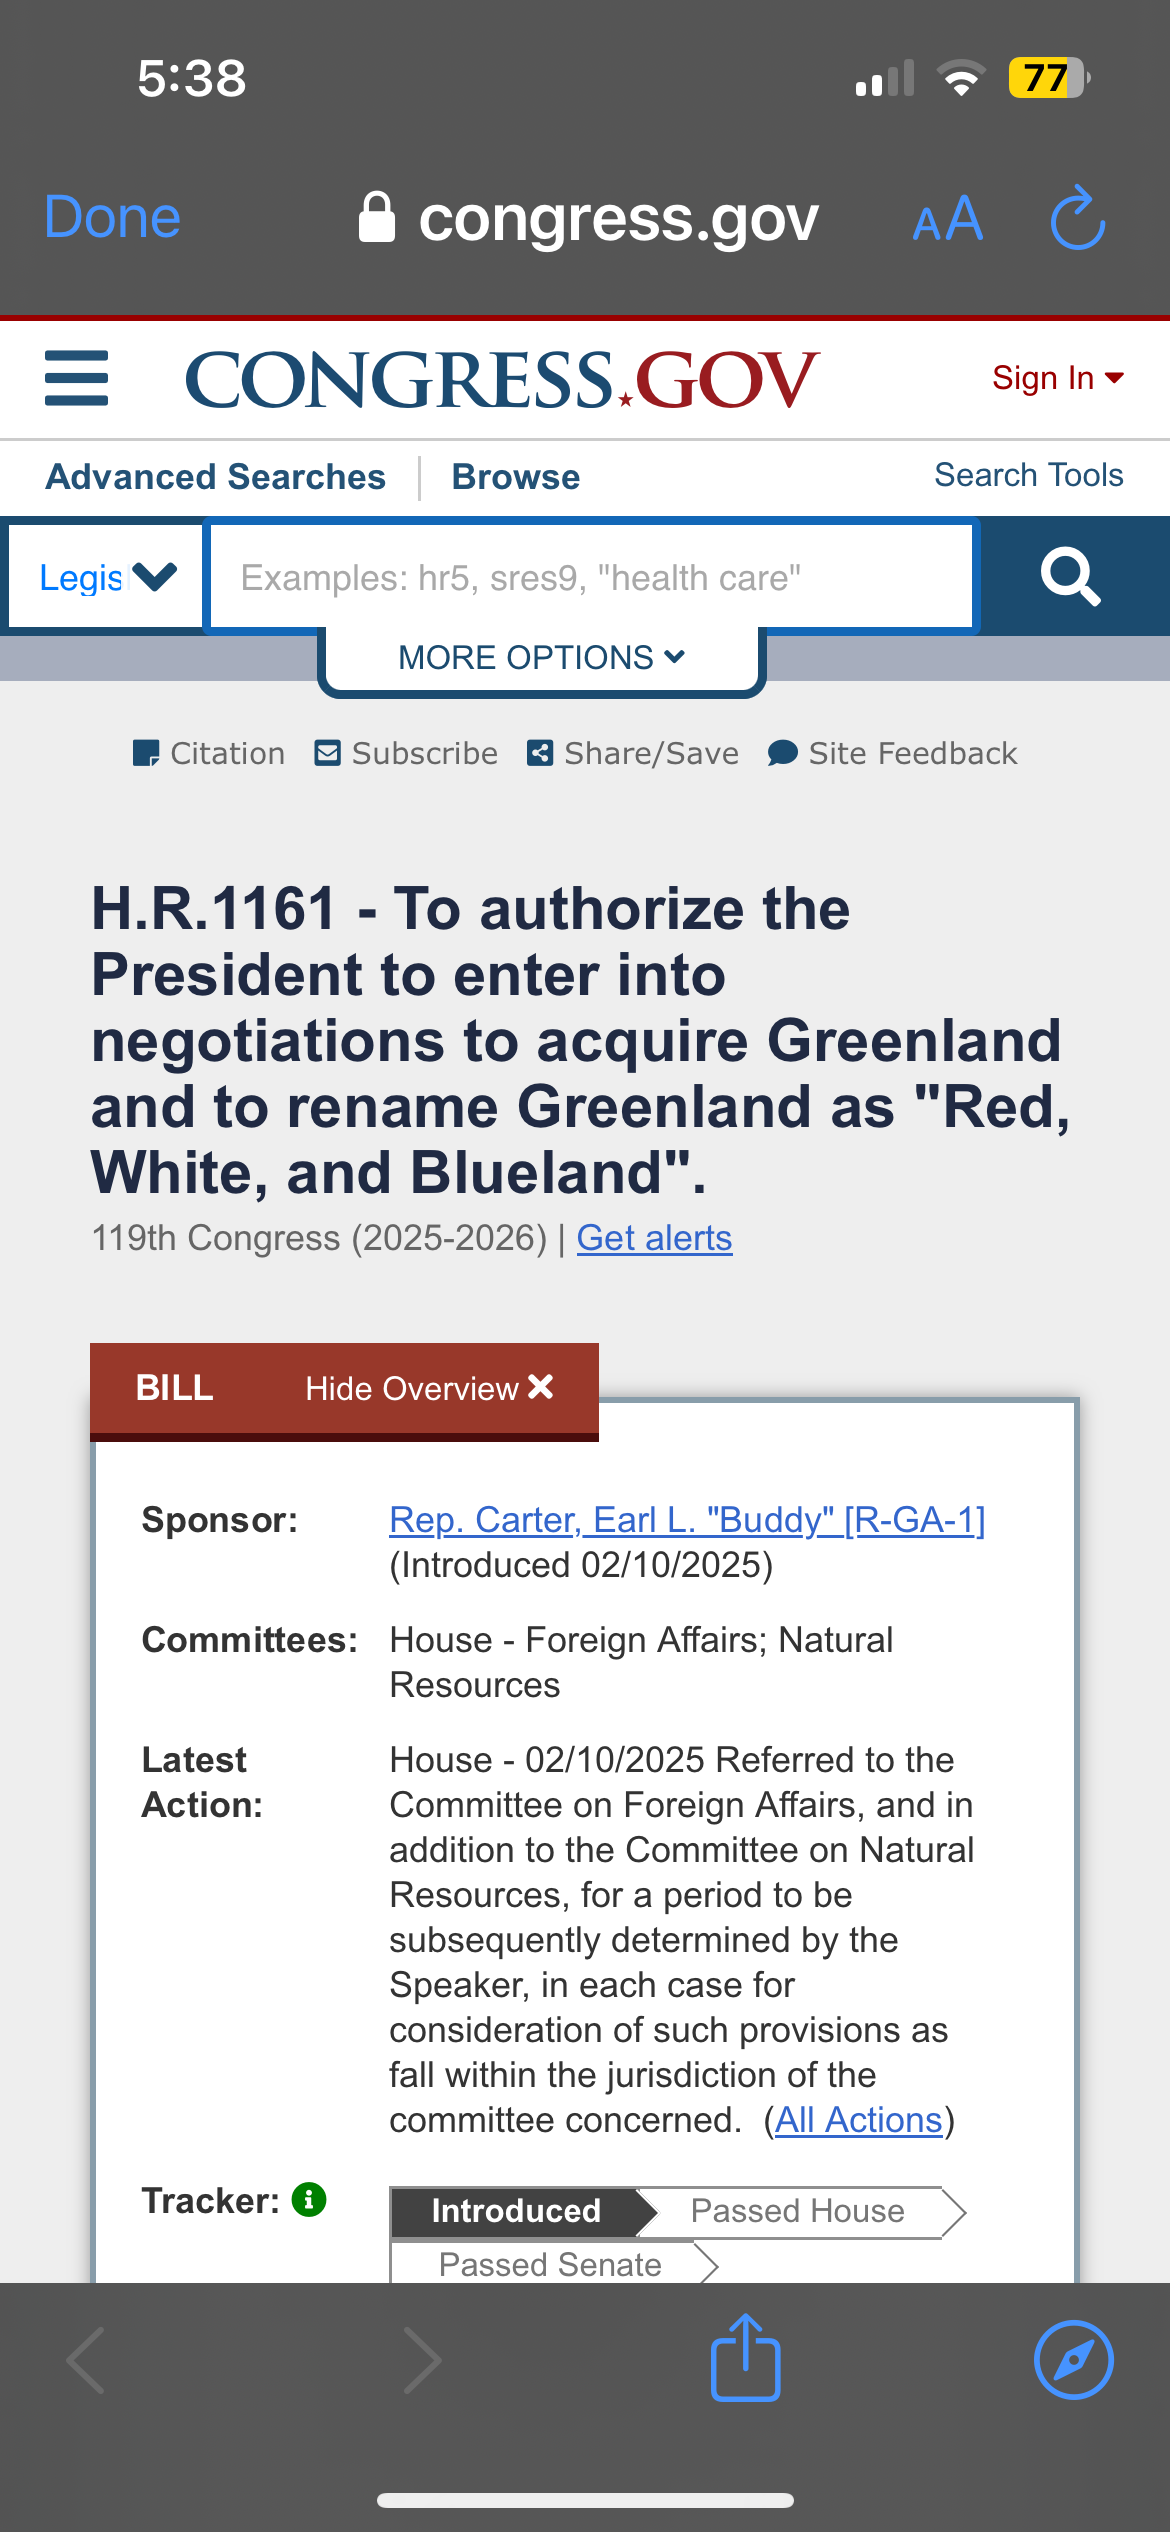 5:38
77
Done
congress.gov
AA
CONGRESS.GOV
Sign In
Advanced Searches
Browse
Search Tools
Legis
Examples: hr5, sres9, "health care"
MORE OPTIONS
Citation
Subscribe
Share/Save
Site Feedback
H.R.1161 - To authorize the
President to enter into
negotiations to acquire Greenland
and to rename Greenland as "Red,
White, and Blueland".
119th Congress (2025-2026) | Get alerts
BILL
Hide Overview
Sponsor:
Rep. Carter, Earl L. "Buddy" [R-GA-1]
(Introduced 02/10/2025)
Committees:
House - Foreign Affairs; Natural
Resources
Latest
Action:
House - 02/10/2025 Referred to the
Committee on Foreign Affairs, and in
addition to the Committee on Natural
Resources, for a period to be
subsequently determined by the
Speaker, in each case for
consideration of such provisions as
fall within the jurisdiction of the
committee concerned. (All Actions)
Tracker:
Introduced
Passed House
Passed Senate